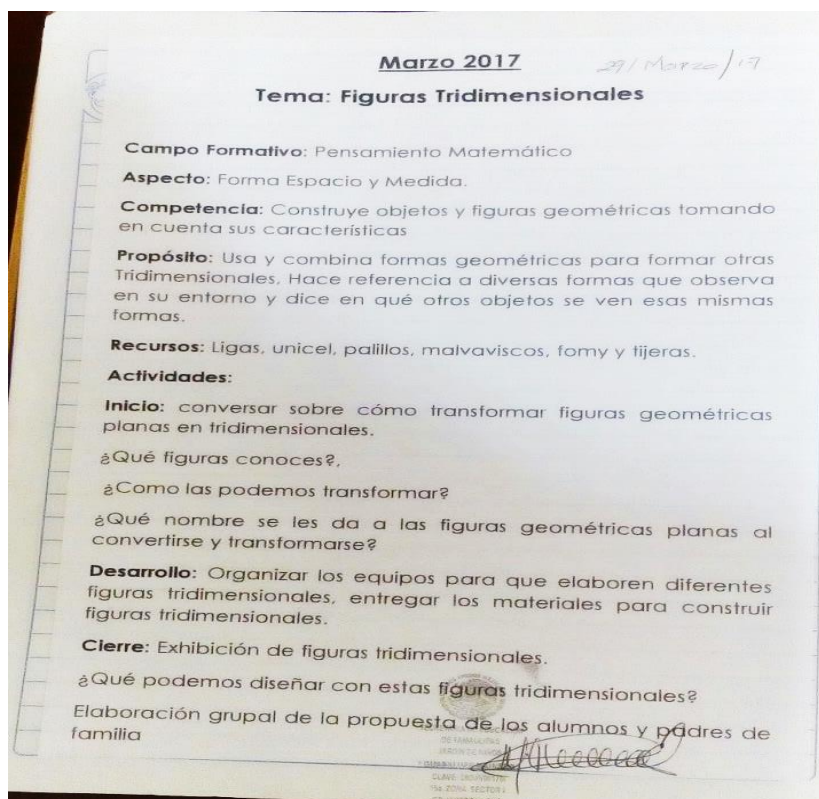 Marzo 2017
29/Marzo/17
Tema: Figuras Tridimensionales
Campo Formativo: Pensamiento Matemático
Aspecto: Forma Espacio y Medida.
Competencia: Construye objetos y figuras geométricas tomando
en cuenta sus características
Propósito: Usa y combina formas geométricas para formar otras
Tridimensionales. Hace referencia a diversas formas que observa
en su entorno y dice en qué otros objetos se ven esas mismas
formas.
Recursos: Ligas, unicel, palillos, malvaviscos, fomy y tijeras.
Actividades:
Inicio: conversar sobre cómo transformar figuras geométricas
planas en tridimensionales.
¿Qué figuras conoces?,
¿Como las podemos transformar?
¿Qué nombre se les da a las figuras geométricas planas al
convertirse y transformarse?
Desarrollo: Organizar los equipos para que elaboren diferentes
figuras tridimensionales, entregar los materiales para construir
figuras tridimensionales.
Cierre: Exhibición de figuras tridimensionales.
¿Qué podemos diseñar con estas figuras tridimensionales?
Elaboración grupal de la propuesta de los alumnos y padres de
familia
DE TAMAULIPAS
CLAVE
ZONA SECTOR